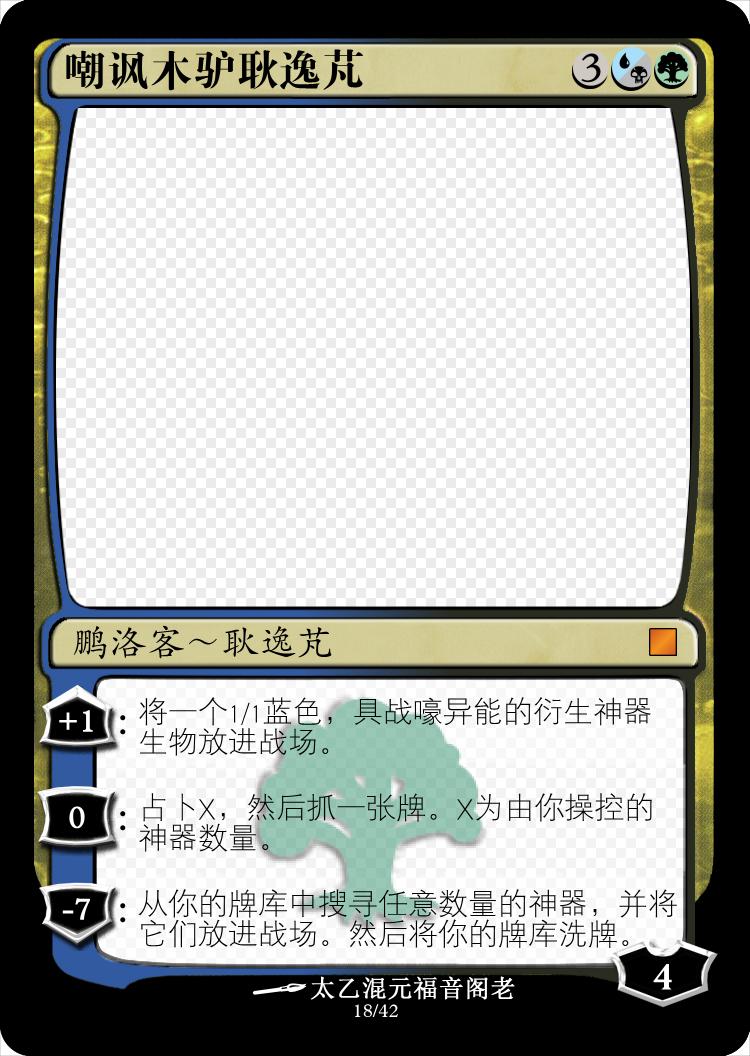 嘲讽木驴耿逸芃 3
鹏洛客～耿逸芃
+1 : 将一个1/1蓝色，具战嚎异能的衍生神器
生物放进战场。
0 : 占卜X，然后抓一张牌。X为由你操控的
神器数量。
-7 : 从你的牌库中搜寻任意数量的神器，并将
它们放进战场。然后将你的牌库洗牌。
4
太乙混元福音阁老
18/42